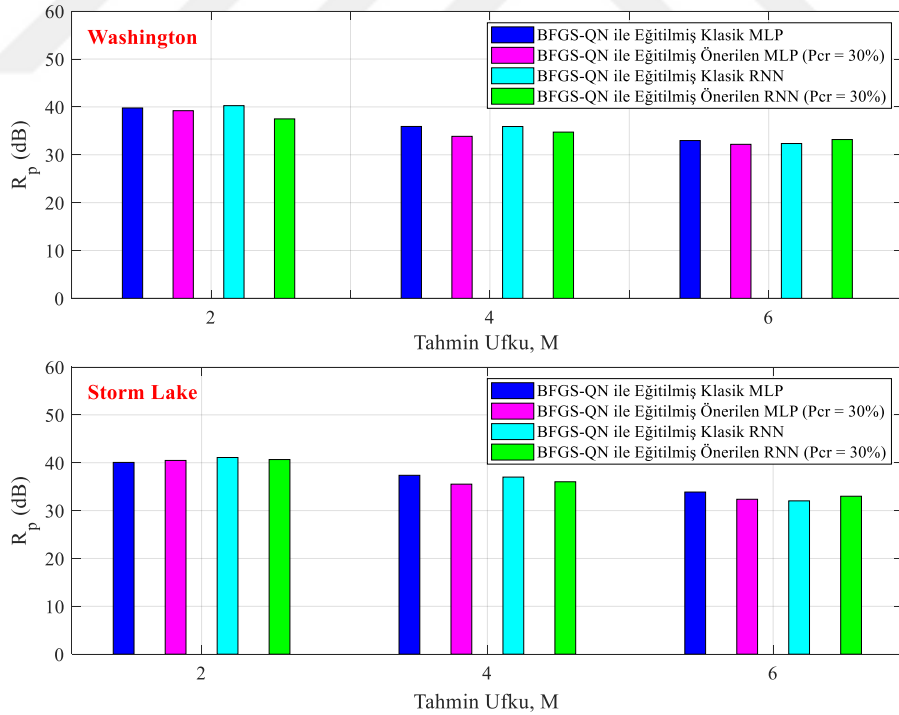 60
50
40
30
20
10
0
R_p (dB)
Washington
BFGS-QN ile Eğitilmiş Klasik MLP
BFGS-QN ile Eğitilmiş Önerilen MLP (Pcr = 30%)
BFGS-QN ile Eğitilmiş Klasik RNN
BFGS-QN ile Eğitilmiş Önerilen RNN (Pcr = 30%)
2 4 6
Tahmin Ufku, M
60
50
40
30
20
10
0
R_p (dB)
Storm Lake
BFGS-QN ile Eğitilmiş Klasik MLP
BFGS-QN ile Eğitilmiş Önerilen MLP (Pcr = 30%)
BFGS-QN ile Eğitilmiş Klasik RNN
BFGS-QN ile Eğitilmiş Önerilen RNN (Pcr = 30%)
2 4 6
Tahmin Ufku, M